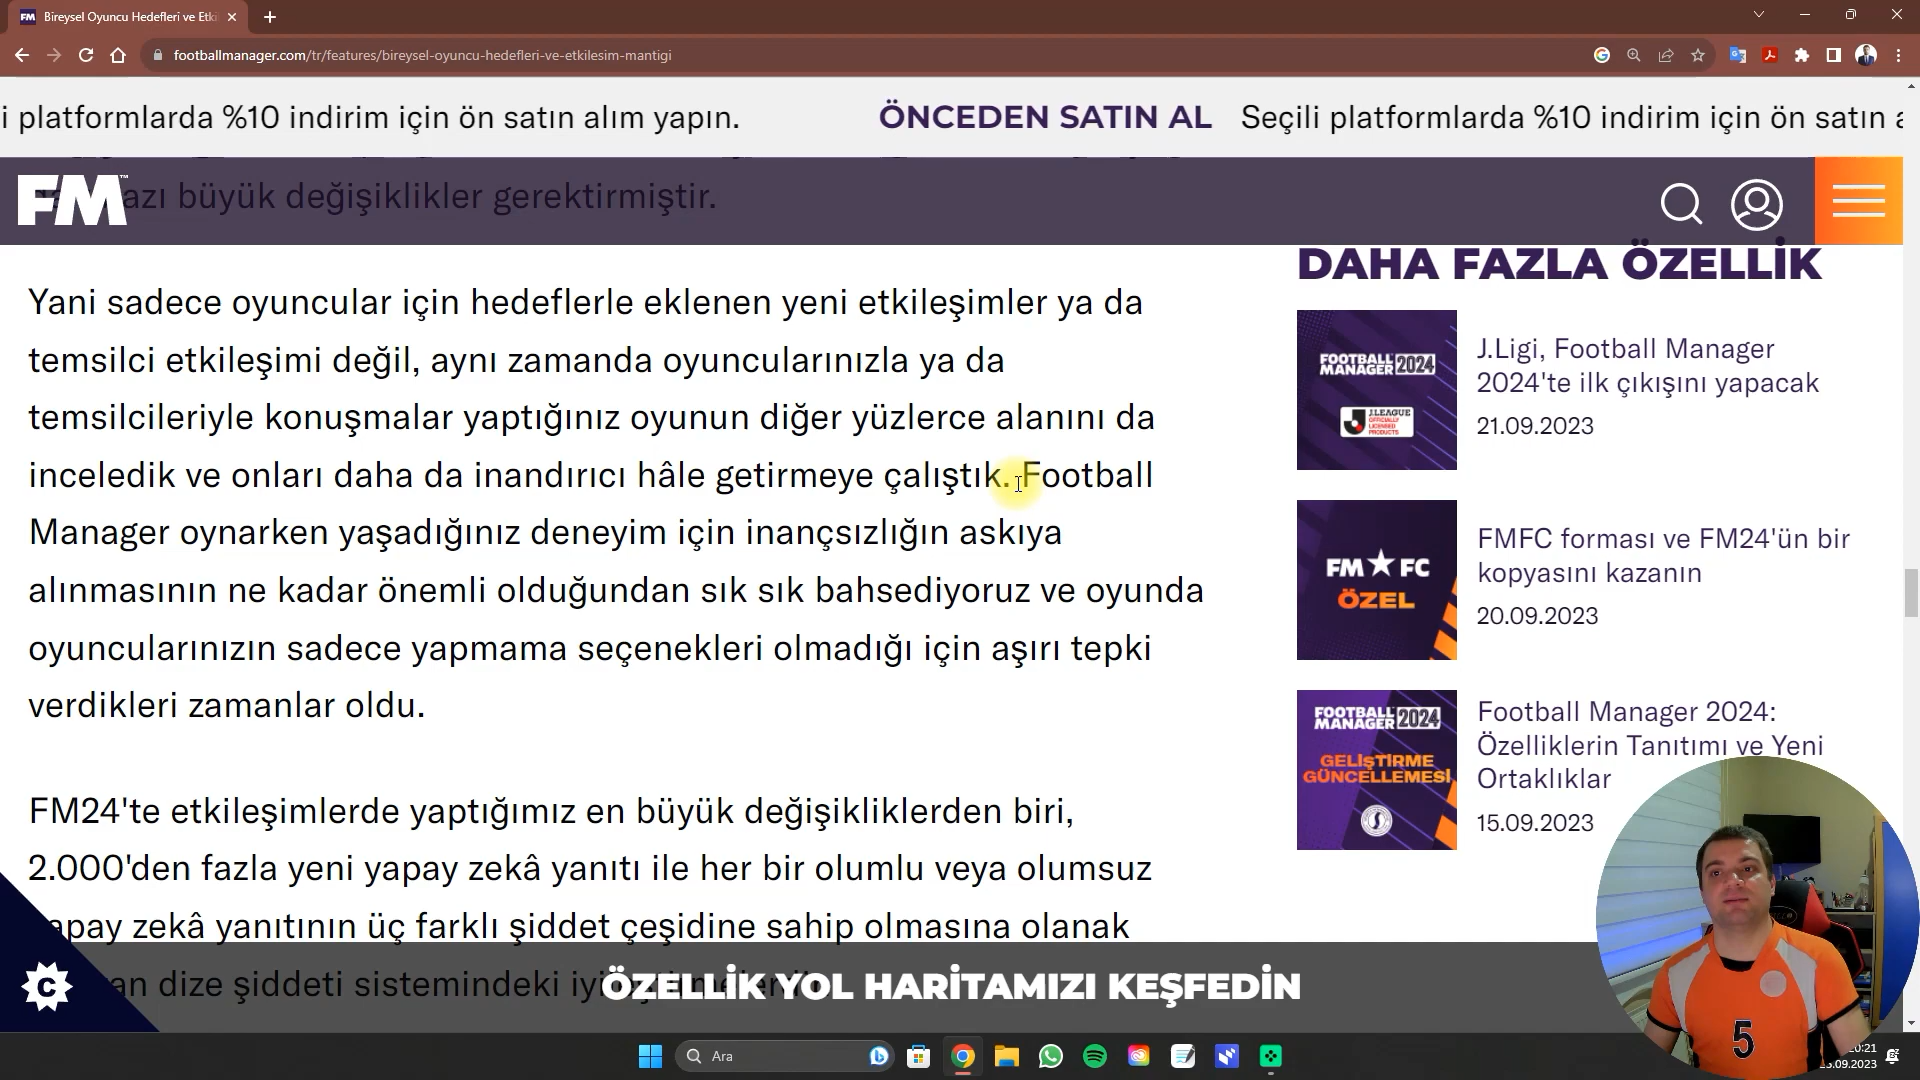 FM Bireysel Oyuncu Hedefleri ve Etki
footballmanager.com/tr/features/bireysel-oyuncu-hedefleri-ve-etkilesim-mantigi
i platformlarda %10 indirim için ön satın alım yapın.
ÖNCEDEN SATIN AL
Seçili platformlarda %10 indirim için ön satın a
FM
azı büyük değişiklikler gerektirmiştir.
Yani sadece oyuncular için hedeflerle eklenen yeni etkileşimler ya da
temsilci etkileşimi değil, aynı zamanda oyuncularınızla ya da
temsilcileriyle konuşmalar yaptığınız oyunun diğer yüzlerce alanını da
inceledik ve onları daha da inandırıcı hâle getirmeye çalıştık. Football
Manager oynarken yaşadığınız deneyim için inançsızlığın askıya
alınmasının ne kadar önemli olduğundan sık sık bahsediyoruz ve oyunda
oyuncularınızın sadece yapmama seçenekleri olmadığı için aşırı tepki
verdikleri zamanlar oldu.
FM24'te etkileşimlerde yaptığımız en büyük değişikliklerden biri,
2.000'den fazla yeni yapay zekâ yanıtı ile her bir olumlu veya olumsuz
apay zekâ yanıtının üç farklı şiddet çeşidine sahip olmasına olanak
an dize şiddeti sistemindeki
DAHA FAZLA ÖZELLİK
FOOTBALL MANAGER 2024
J.LEAGUE
OFFICIALLY
LICENSED
PRODUCTS
J.Ligi, Football Manager
2024'te ilk çıkışını yapacak
21.09.2023
FM FC
ÖZEL
FMFC forması ve FM24'ün bir
kopyasını kazanın
20.09.2023
FOOTBALL MANAGER 2024
GELİŞTİRME
GÜNCELLEMESİ
Football Manager 2024:
Özelliklerin Tanıtımı ve Yeni
Ortaklıklar
15.09.2023
C
ÖZELLİK YOL HARİTAMIZI KEŞFEDİN
5
Ara
.09.2023